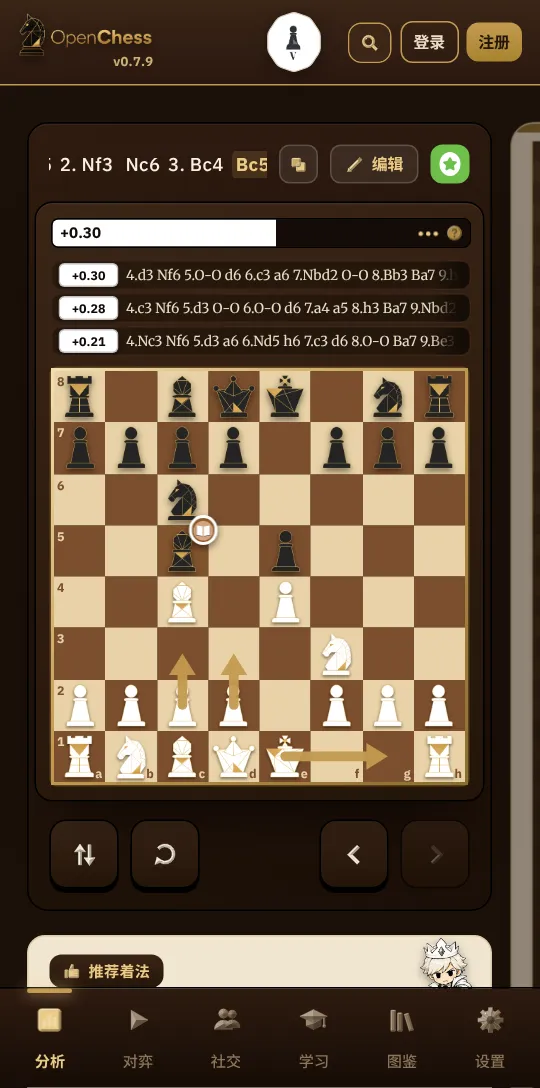 OpenChess
v0.7.9
V
登录
注册
2. Nf3 Nc6 3. Bc4 Bc5
编辑
+0.30
?
+0.30 4.d3 Nf6 5.O-O d6 6.c3 a6 7.Nbd2 O-O 8.Bb3 Ba7 9.h
+0.28 4.c3 Nf6 5.d3 O-O 6.O-O d6 7.a4 a5 8.h3 Ba7 9.Nbd2
+0.21 4.Nc3 Nf6 5.d3 a6 6.Nd5 h6 7.c3 d6 8.O-O Ba7 9.Be3
8
7
6
5
4
3
2
1
a b c d e f g h
推荐着法
分析 对弈 社交 学习 图鉴 设置